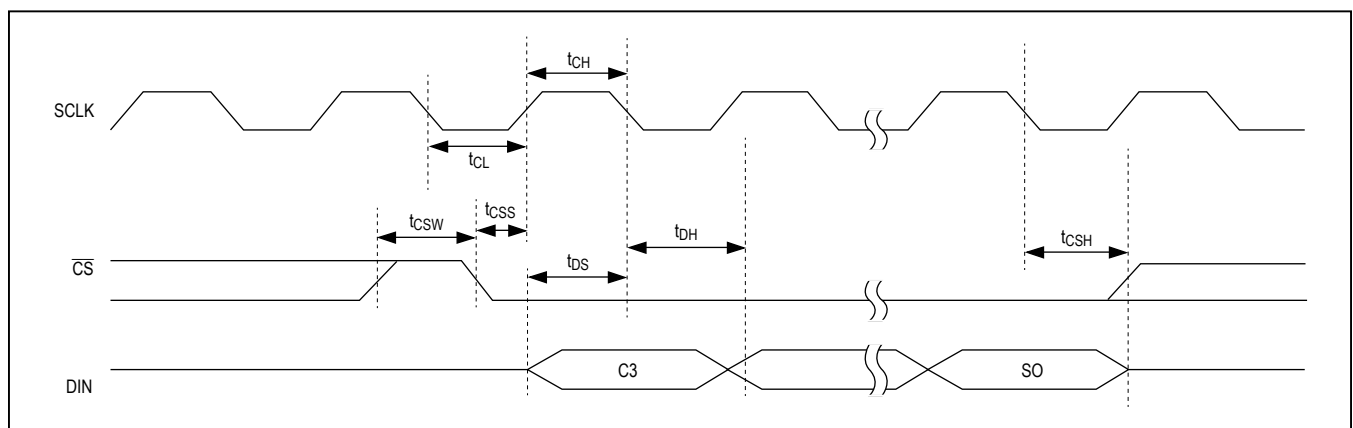 tCH
SCLK
tCL
tCSW
tCSS
tDH
tCSH
CS
tDS
C3
SO
DIN